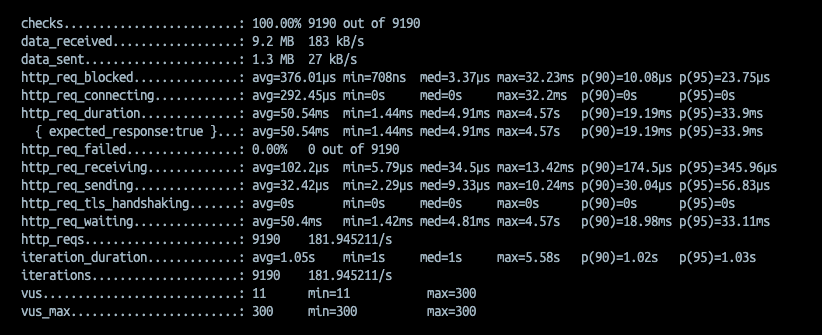 checks.........................: 100.00% 9190 out of 9190
data_received..................: 9.2 MB  183 kB/s
data_sent......................: 1.3 MB  27 kB/s
http_req_blocked...............: avg=376.01µs min=708ns  med=3.37µs max=32.23ms p(90)=10.08µs p(95)=23.75µs
http_req_connecting............: avg=292.45µs min=0s     med=0s     max=32.2ms  p(90)=0s      p(95)=0s
http_req_duration..............: avg=50.54ms  min=1.44ms med=4.91ms max=4.57s   p(90)=19.19ms p(95)=33.9ms
  { expected_response:true }...: avg=50.54ms  min=1.44ms med=4.91ms max=4.57s   p(90)=19.19ms p(95)=33.9ms
http_req_failed................: 0.00%   0 out of 9190
http_req_receiving.............: avg=102.2µs  min=5.79µs med=34.5µs max=13.42ms p(90)=174.5µs p(95)=345.96µs
http_req_sending...............: avg=32.42µs  min=2.29µs med=9.33µs max=10.24ms p(90)=30.04µs p(95)=56.83µs
http_req_tls_handshaking.......: avg=0s       min=0s     med=0s     max=0s      p(90)=0s      p(95)=0s
http_req_waiting...............: avg=50.4ms   min=1.42ms med=4.81ms max=4.57s   p(90)=18.98ms p(95)=33.11ms
http_reqs......................: 9190    181.945211/s
iteration_duration.............: avg=1.05s    min=1s     med=1s     max=5.58s   p(90)=1.02s   p(95)=1.03s
iterations.....................: 9190    181.945211/s
vus............................: 11      min=11           max=300
vus_max........................: 300     min=300          max=300